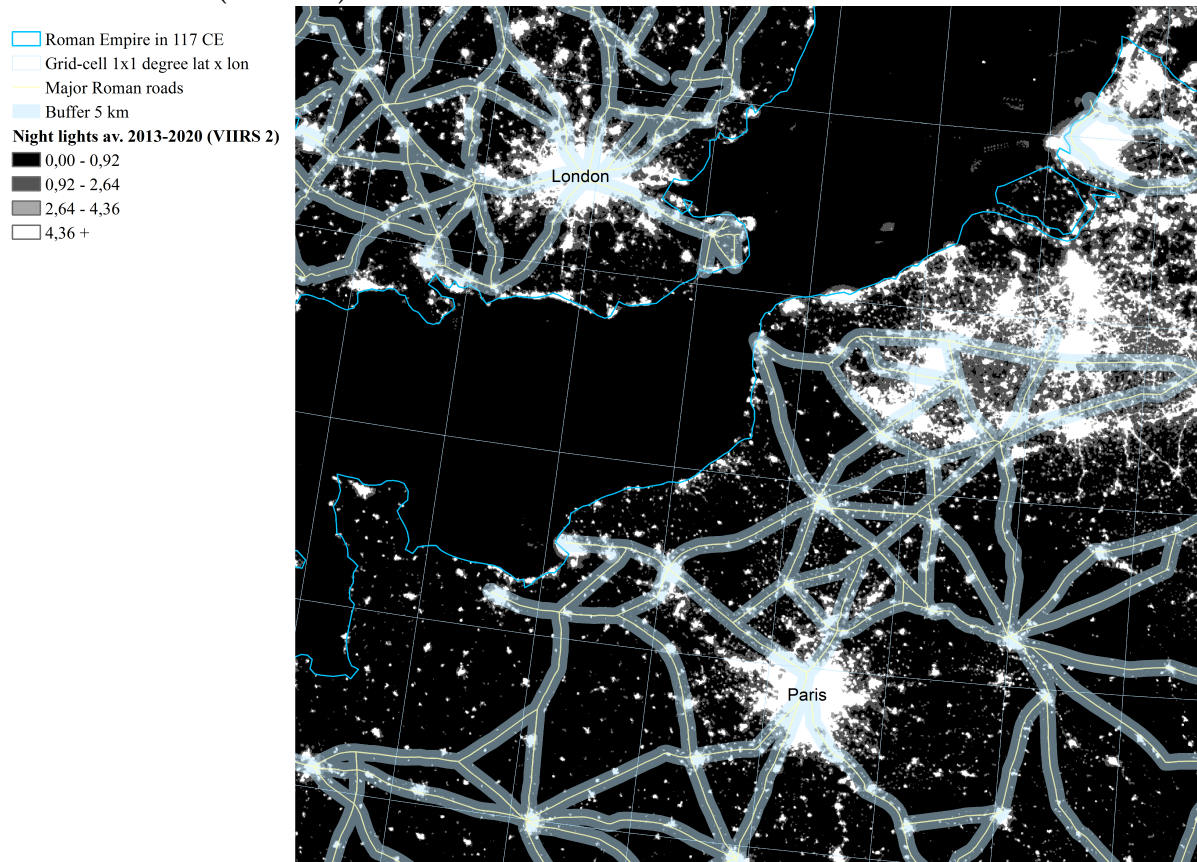 Roman Empire in 117 CE
Grid-cell 1x1 degree lat x lon
Major Roman roads
Buffer 5 km
Night lights av. 2013-2020 (VIIRS 2)
0,00 - 0,92
0,92 - 2,64
2,64 - 4,36
4,36 +
London
Paris